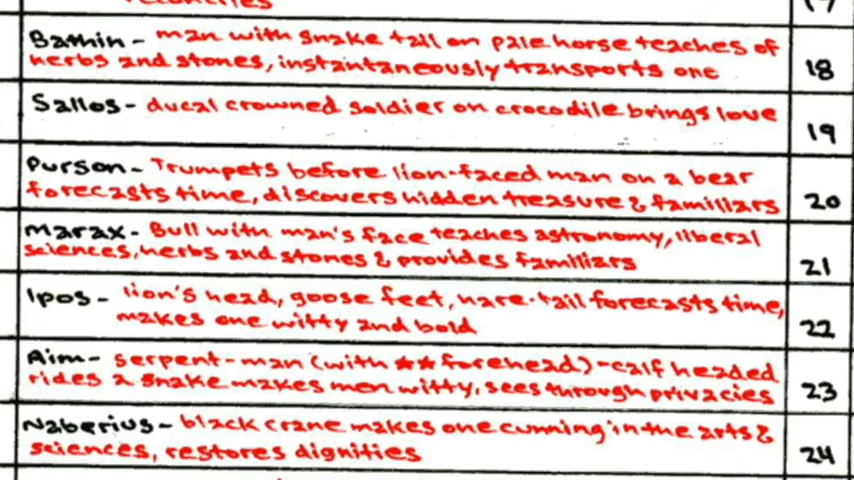 reconciles
17
Bathin - man with snake tail on pale horse teaches of
herbs and stones, instantaneously transports one
18
Sallos - ducal crowned soldier on crocodile brings love
19
Purson - Trumpets before lion-faced man on a bear
forecasts time, discovers hidden treasure & familiars
20
Marax - Bull with man's face teaches astronomy, liberal
sciences, herbs and stones & provides familiars
21
Ipos - lion's head, goose feet, hare-tail forecasts time,
makes one witty and bold
22
Aim - serpent-man (with ★★ forehead) - calf headed
rides a snake makes men witty, sees through privacies
23
Naberius - black crane makes one cunning in the arts &
sciences, restores dignities
24